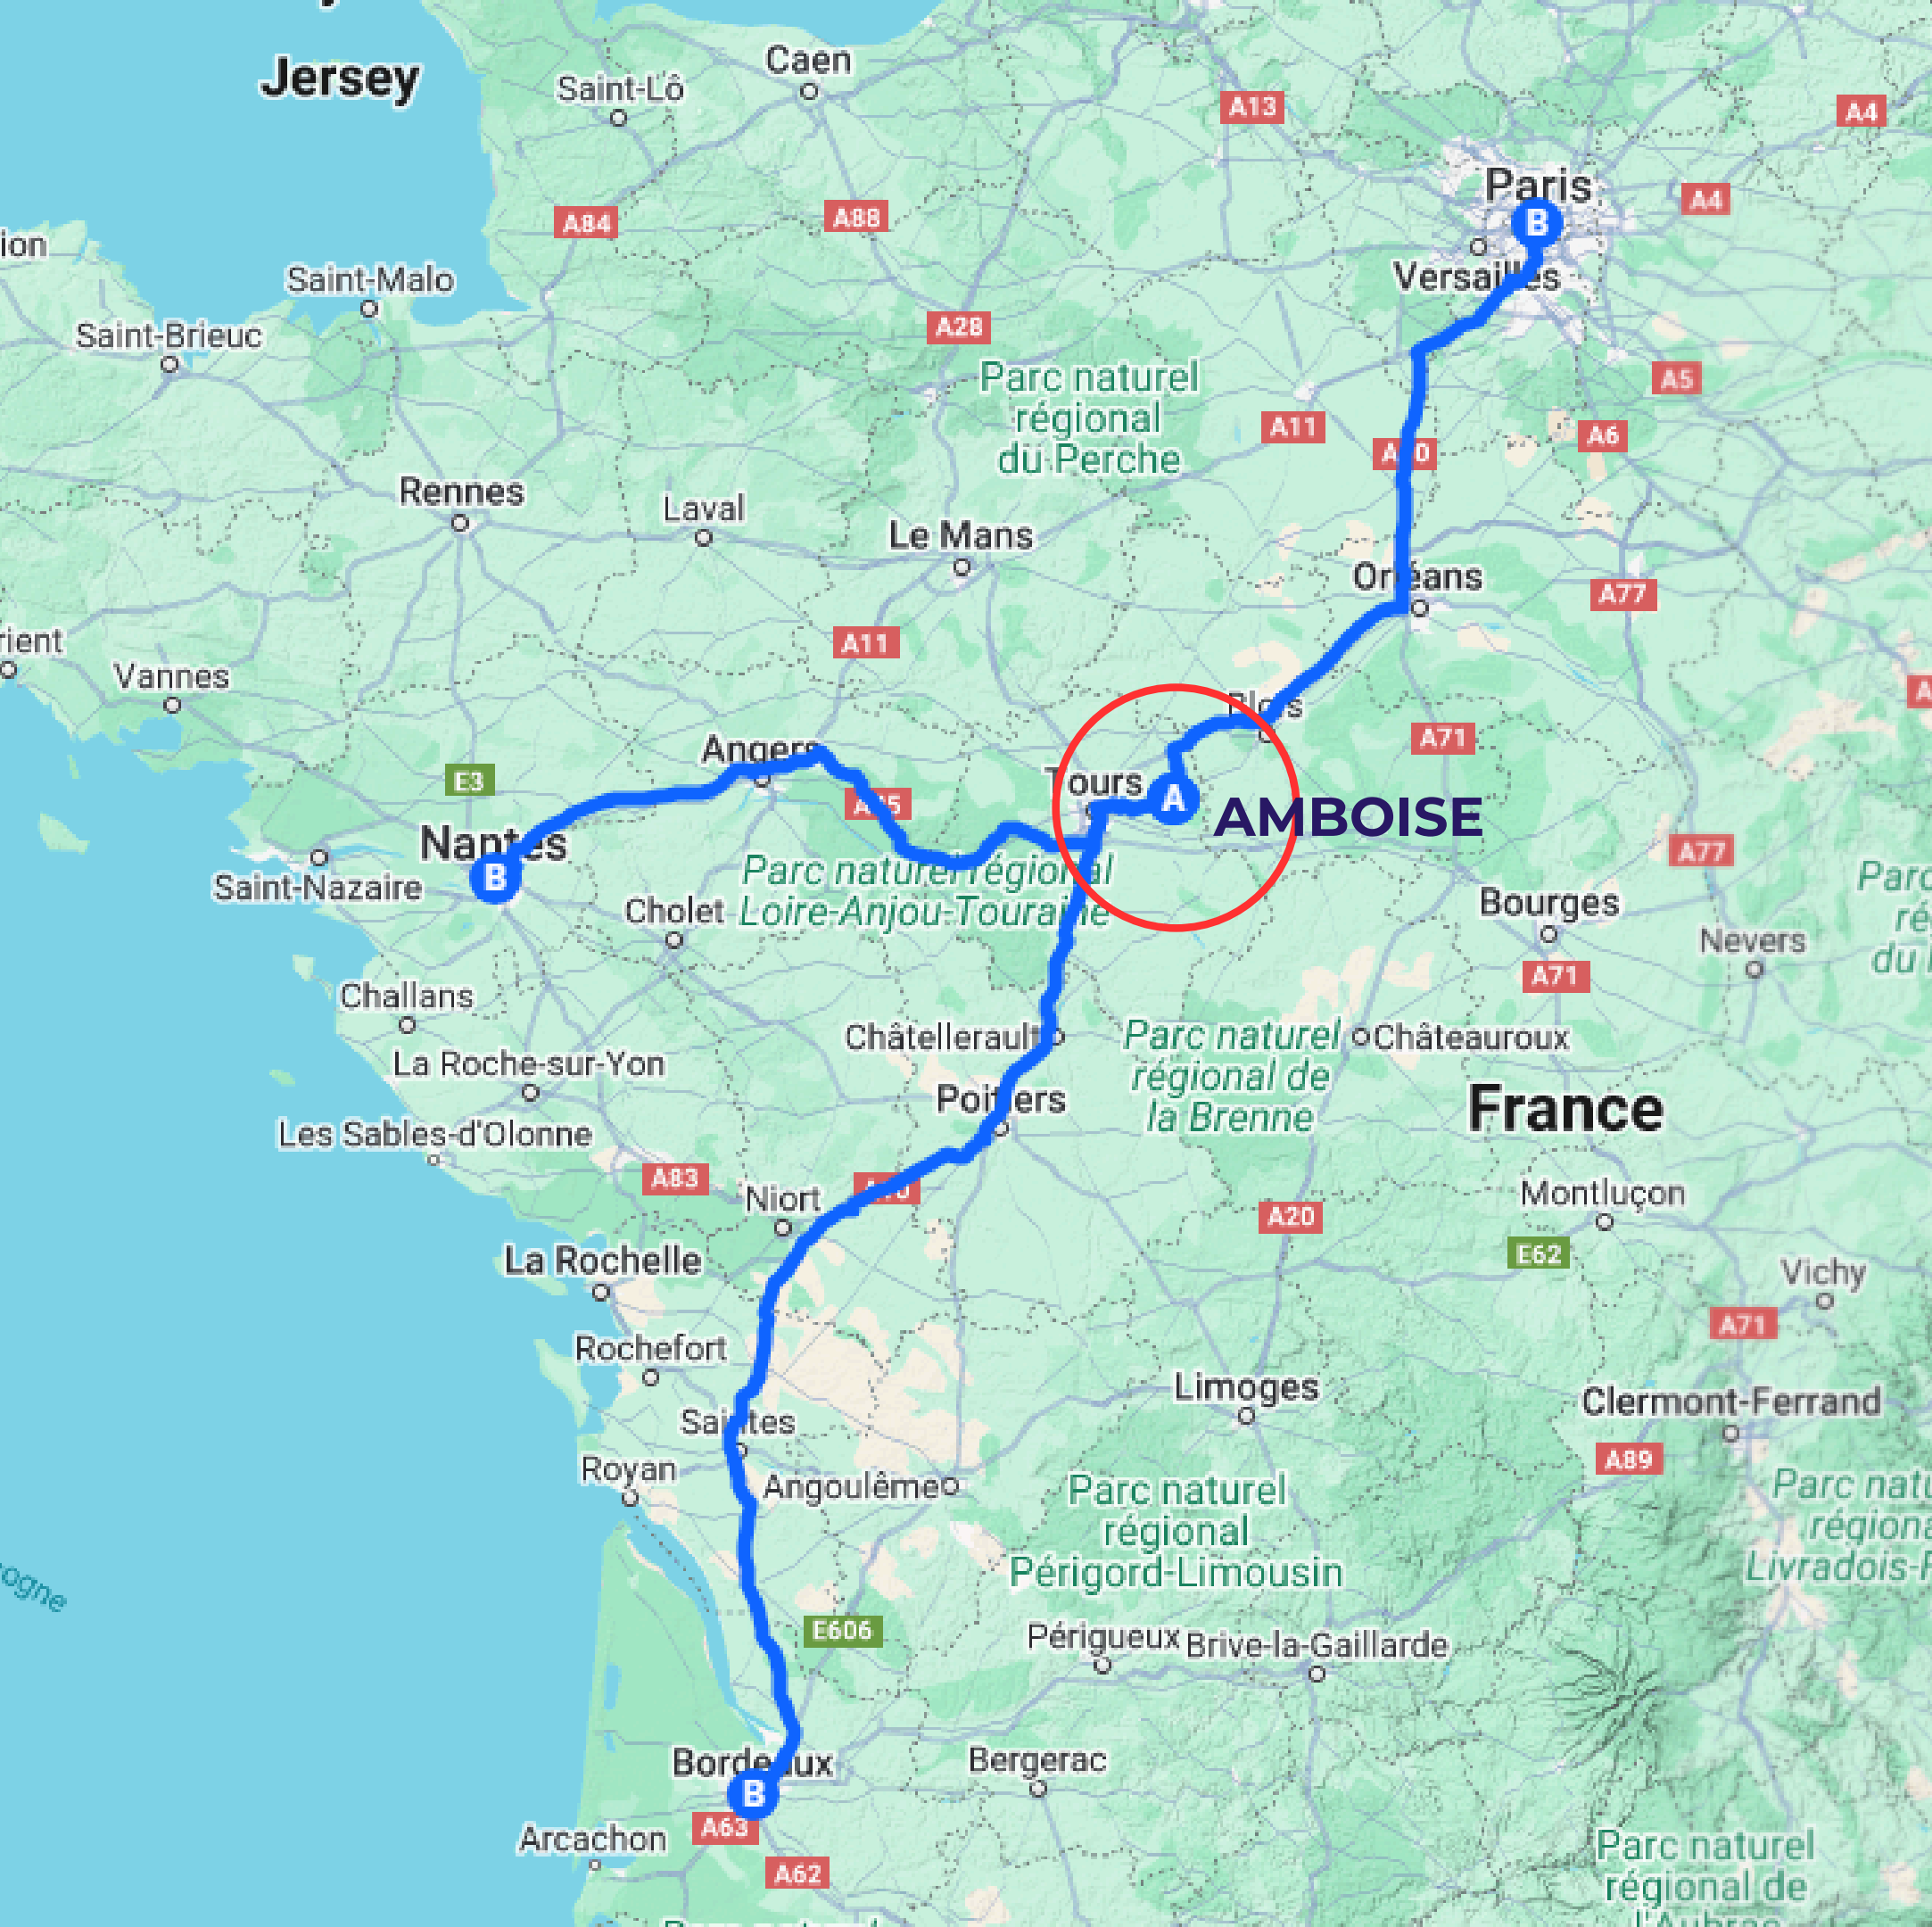 Jersey
Saint-Lô
Caen
A13
A4
Paris
B
A4
Versailles
A84
A88
Saint-Malo
Saint-Brieuc
A28
Parc naturel
régional
du Perche
A5
A11
A6
A10
Rennes
Laval
Le Mans
Orléans
A77
A11
Vannes
Blois
A71
Angers
E3
Tours
A
AMBOISE
A85
Nantes
B
Saint-Nazaire
Parc naturel régional
Loire-Anjou-Touraine
A77
Cholet
Bourges
Nevers
A71
Challans
Châtellerault
Parc naturel
régional de
la Brenne
Châteauroux
La Roche-sur-Yon
Poitiers
France
Les Sables-d'Olonne
A83
Niort
A10
A20
Montluçon
E62
La Rochelle
Vichy
A71
Rochefort
Limoges
Clermont-Ferrand
Saintes
A89
Royan
Angoulême
Parc naturel
régional
Périgord-Limousin
E606
Périgueux
Brive-la-Gaillarde
Bordeaux
B
Bergerac
A63
Arcachon
A62
Parc naturel
régional de